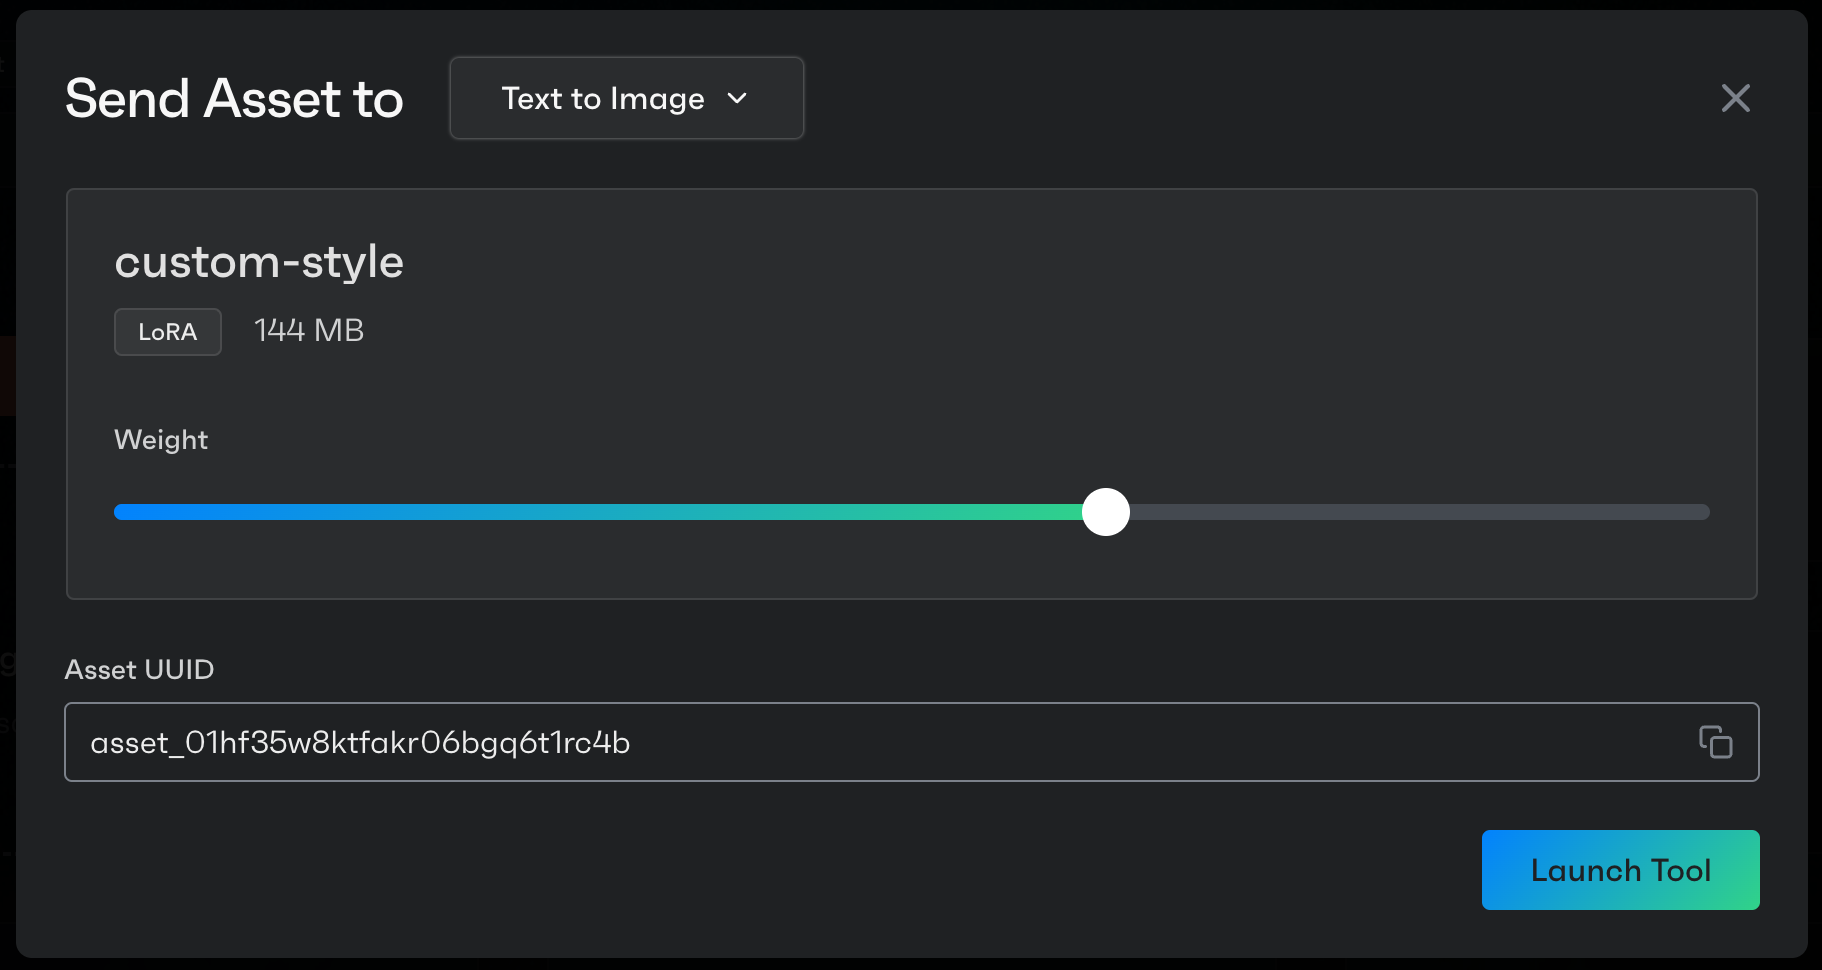 Send Asset to
Text to Image
custom-style
LoRA 144 MB
Weight
Asset UUID
asset_01hf35w8ktfakr06bgq6t1rc4b
Launch Tool